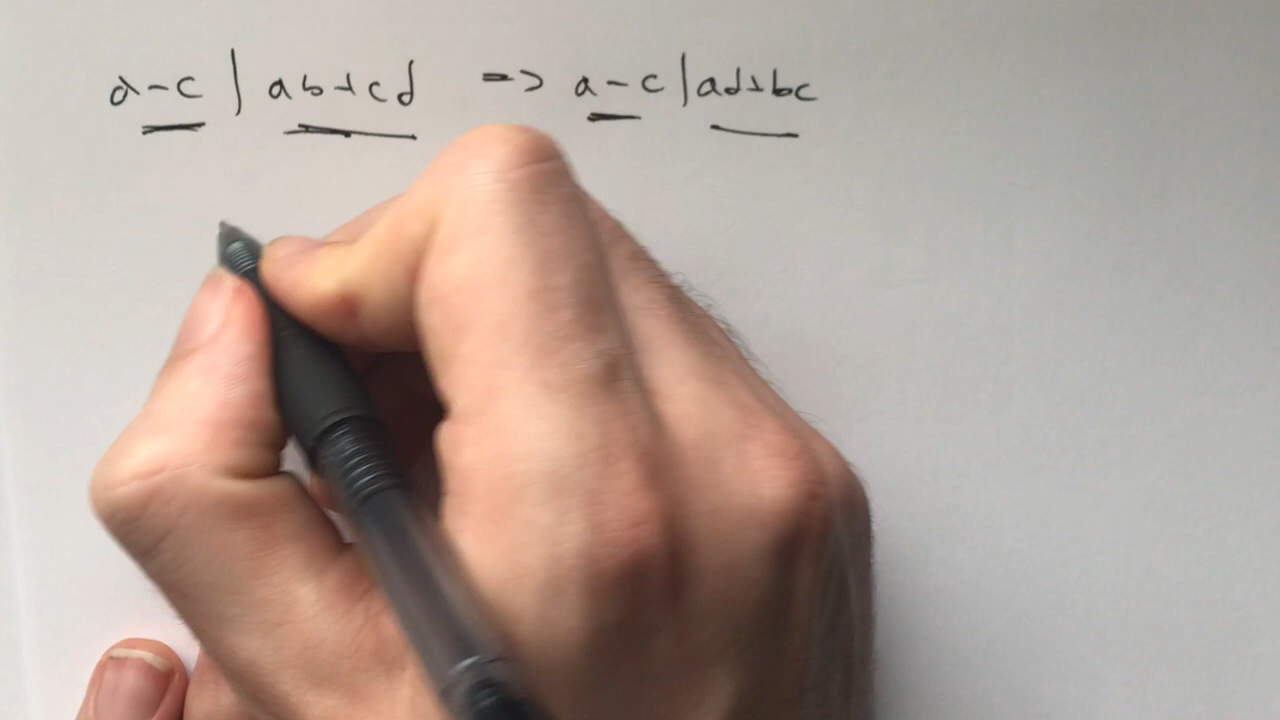 a-c | ab+cd => a-c | ad+bc